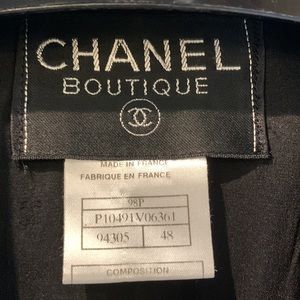 CHANEL
BOUTIQUE
MADE IN FRANCE
FABRIQUE EN FRANCE
98P
P10491V06361
94305 48
COMPOSITION